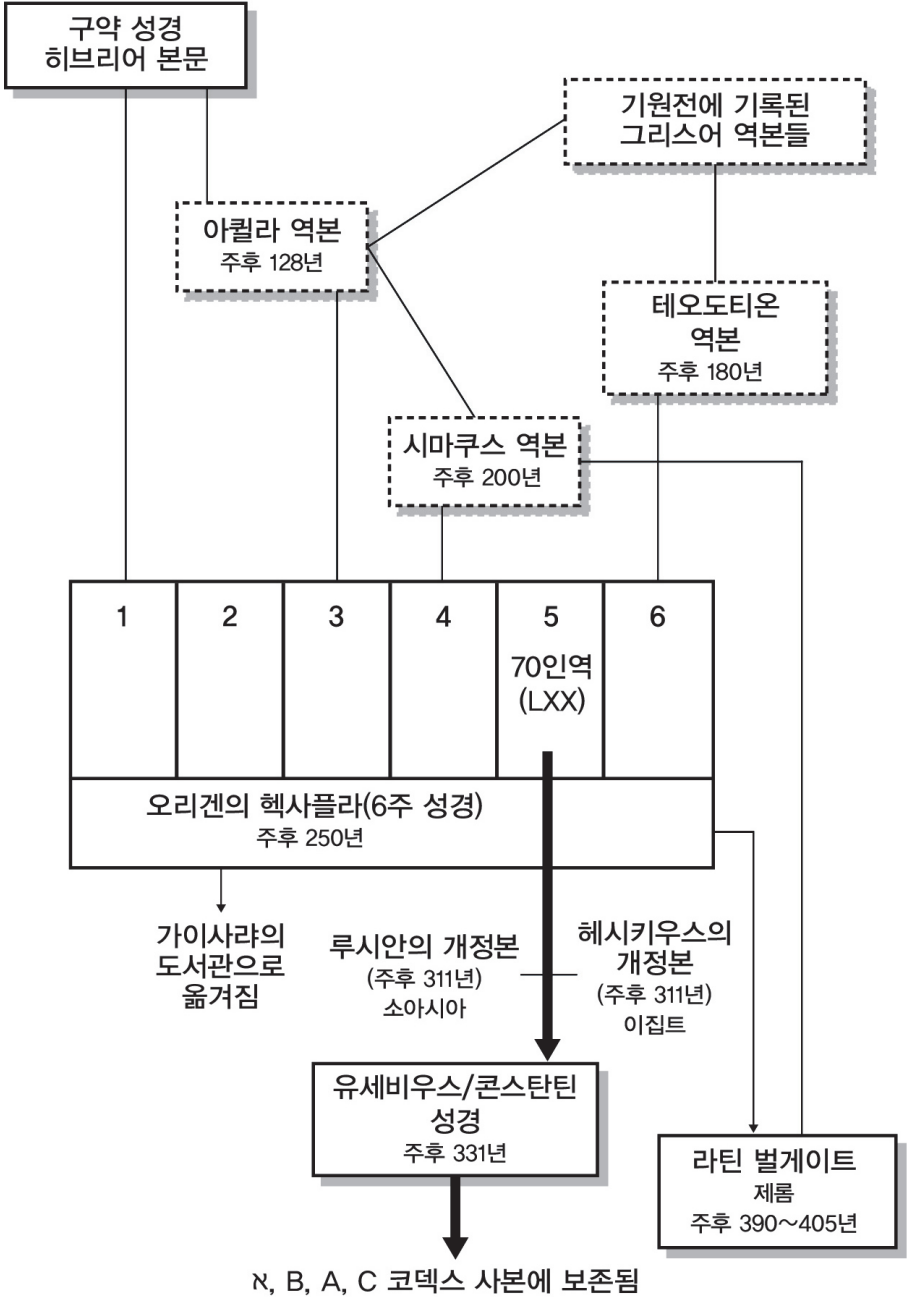 구약 성경
히브리어 본문
기원전에 기록된
그리스어 역본들
아퀼라 역본
주후 128년
테오도티온
역본
주후 180년
시마쿠스 역본
주후 200년
1
2
3
4
5
6
70인역
(LXX)
오리겐의 헥사플라(6주 성경)
주후 250년
가이사랴의
도서관으로
옮겨짐
루시안의 개정본
(주후 311년)
소아시아
헤시키우스의
개정본
(주후 311년)
이집트
유세비우스/콘스탄틴
성경
주후 331년
라틴 벌게이트
제롬
주후 390～405년
א, B, A, C 코덱스 사본에 보존됨